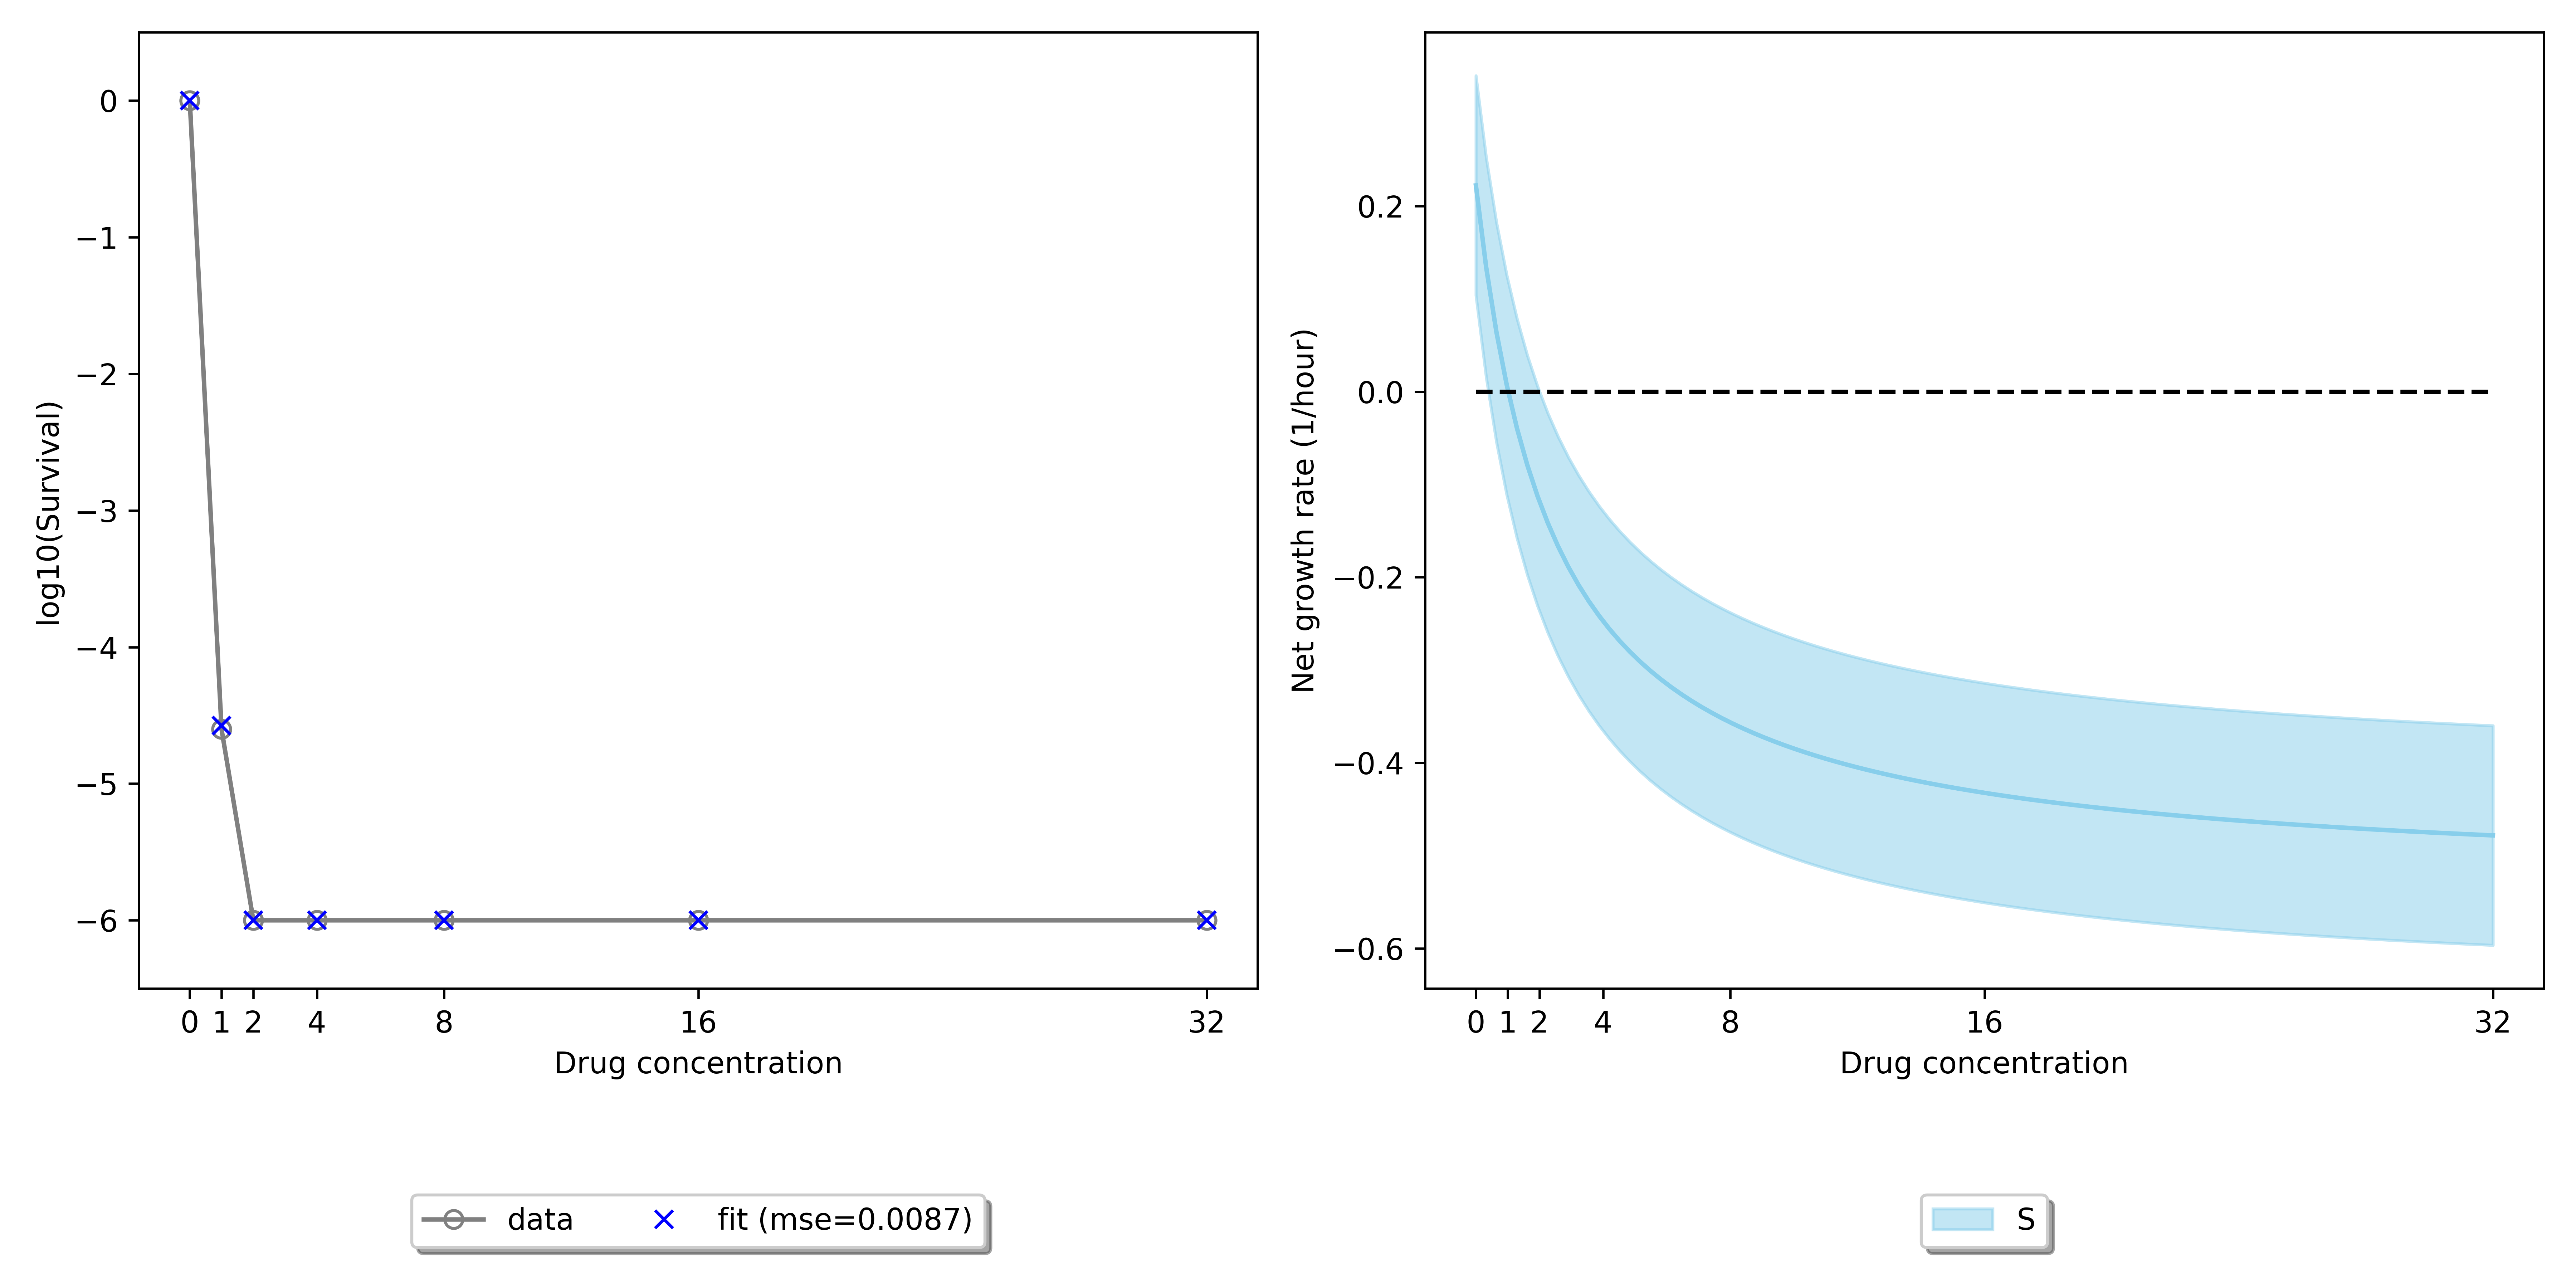 log10(Survival)
0
−1
−2
−3
−4
−5
−6
0 1 2 4 8 16 32
Drug concentration
data fit (mse=0.0087)
Net growth rate (1/hour)
0.2
0.0
−0.2
−0.4
−0.6
0 1 2 4 8 16 32
Drug concentration
S